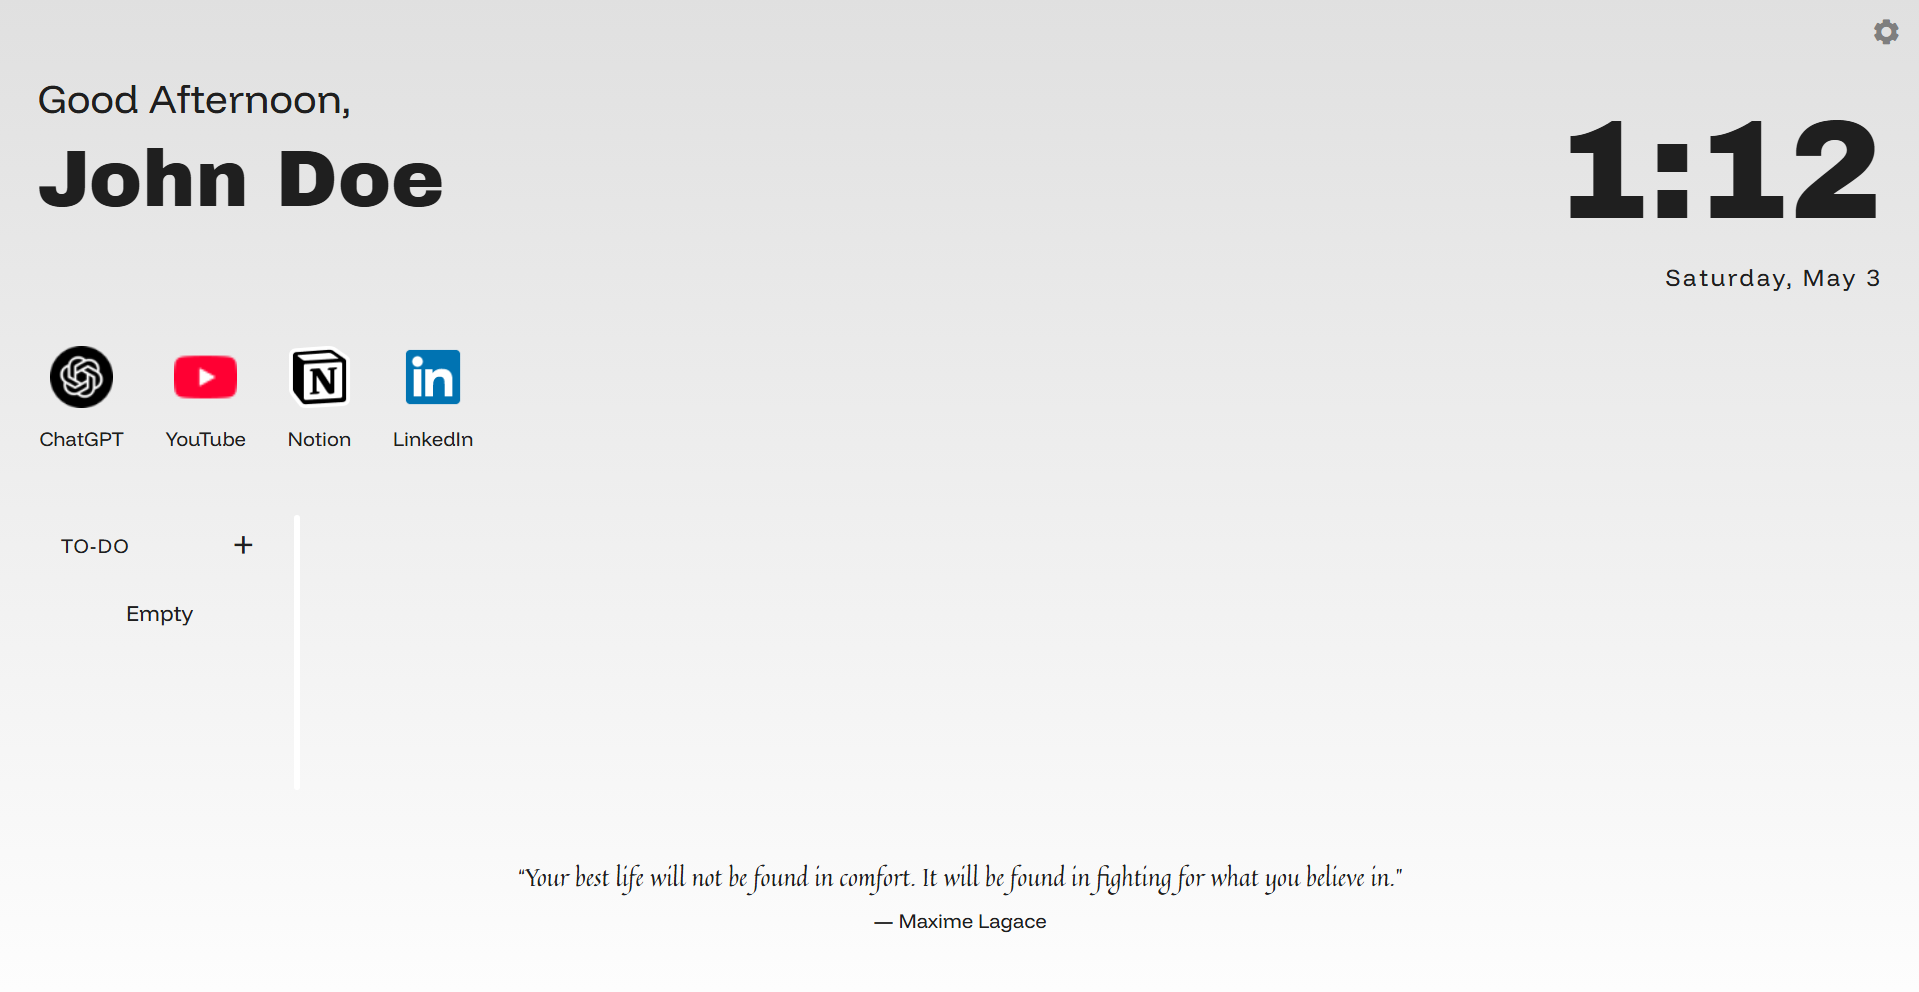 Good Afternoon,
John Doe
1:12
Saturday, May 3
N
in
ChatGPT YouTube Notion LinkedIn
TO-DO +
Empty
“Your best life will not be found in comfort. It will be found in fighting for what you believe in.”
— Maxime Lagace